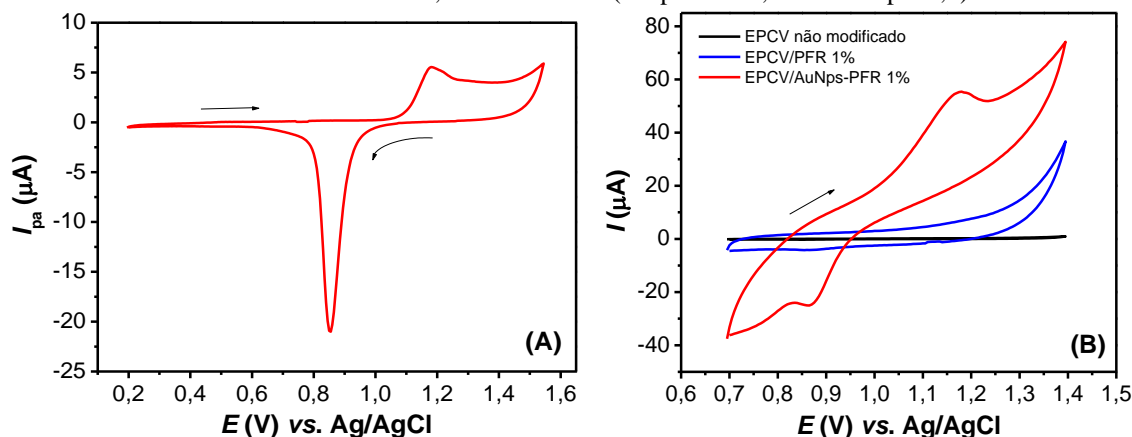 EPCV não modificado
EPCV/PFR 1%
EPCV/AuNps-PFR 1%
10
5
0
-5
-10
-15
-20
-25
I pa (µA)
(A)
0,2 0,4 0,6 0,8 1,0 1,2 1,4 1,6
E (V) vs. Ag/AgCl
80
60
40
20
0
-20
-40
I (µA)
(B)
0,6 0,7 0,8 0,9 1,0 1,1 1,2 1,3 1,4 1,5
E (V) vs. Ag/AgCl